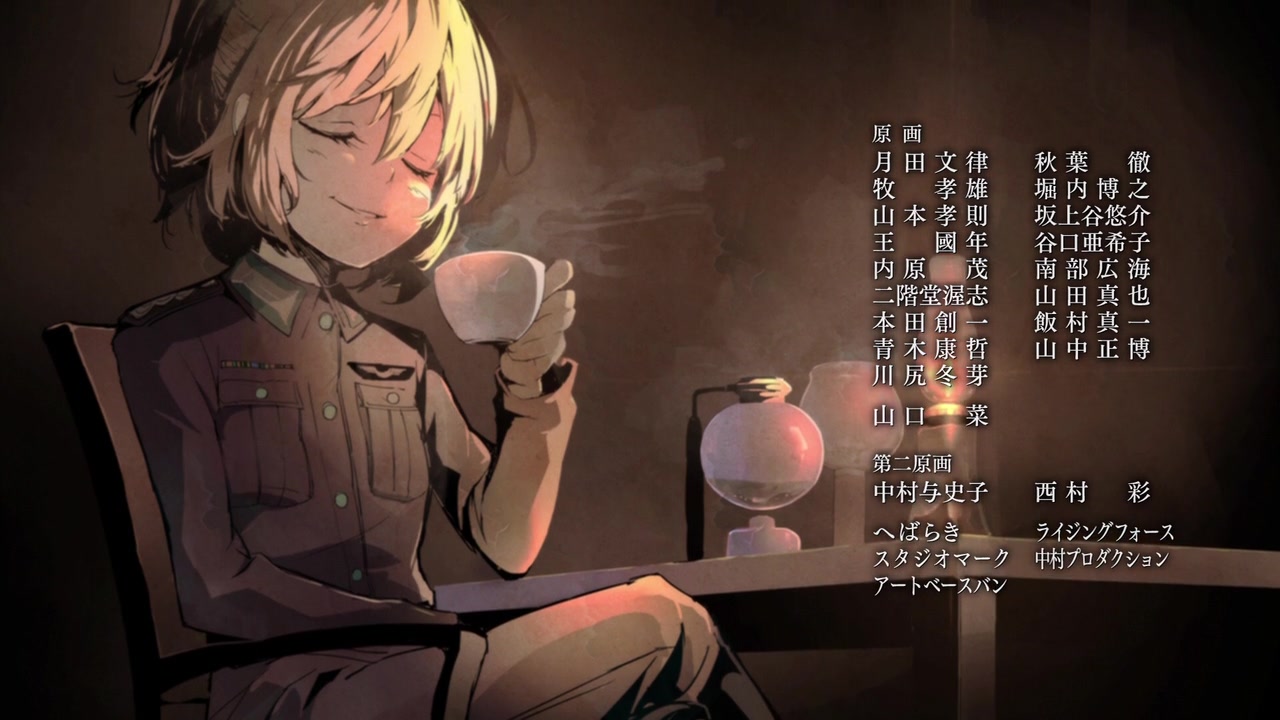 原画
月田文律 秋葉 徹
牧 孝雄 堀内博之
山本孝則 坂上谷悠介
王 國年 谷口亜希子
内原 茂 南部広海
二階堂渥志 山田真也
本田創一 飯村真一
青木康哲 山中正博
川尻冬芽
山口 菜
第二原画
中村与史子 西村 彩
へばらき ライジングフォース
スタジオマーク 中村プロダクション
アートベースバン